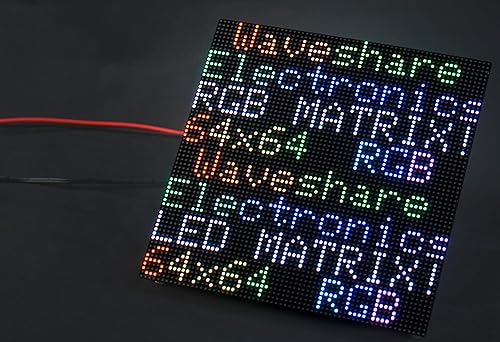 Waveshare
Electronics
RGB MATRIX!
64x64 RGB
Waveshare
Electronics
LED MATRIX!
64x64 RGB